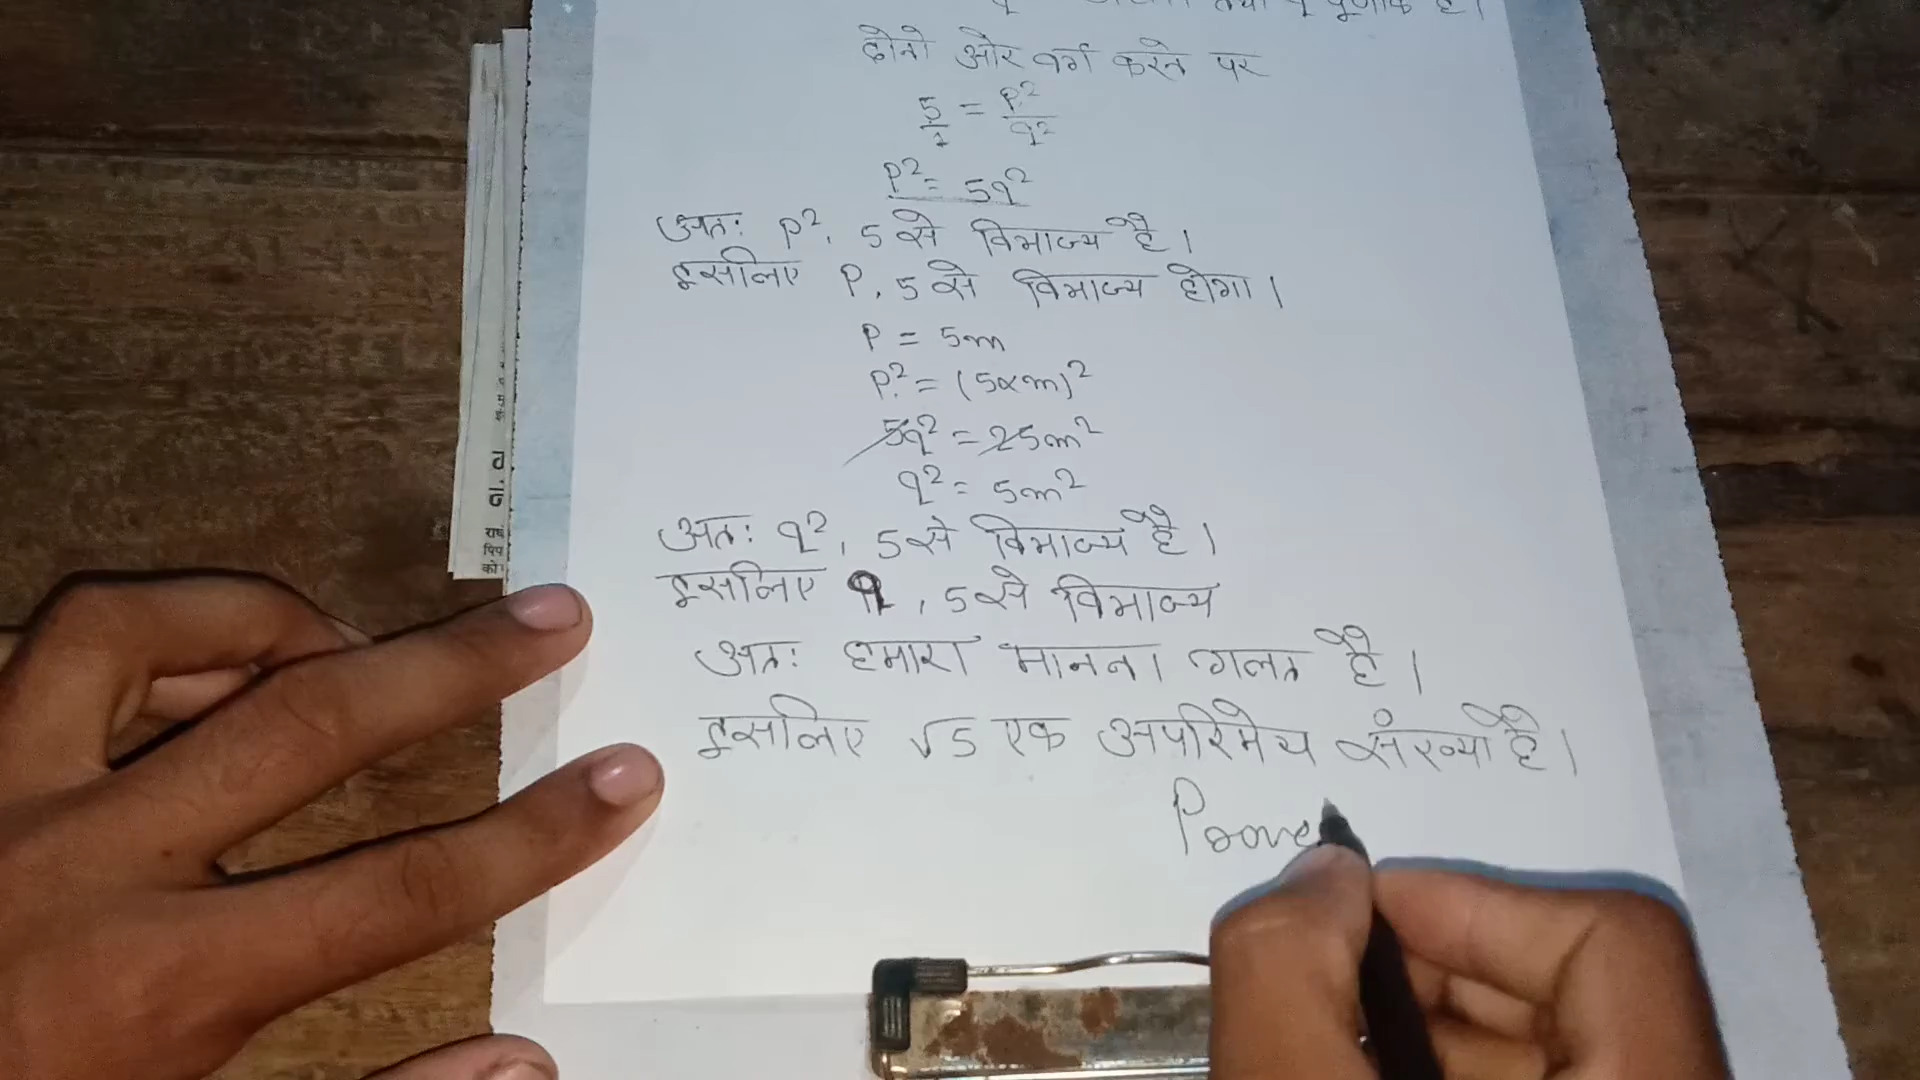 पूर्णांक है।
दोनो ओर वर्ग करने पर
5/1 = P²/q²
P² = 5q²
अतः P², 5 से विभाज्य है।
इसलिए P, 5 से विभाज्य होगा।
P = 5m
P² = (5×m)²
5q² = 25m²
q² = 5m²
अतः q², 5 से विभाज्य है।
इसलिए q, 5 से विभाज्य
अतः हमारा मानना गलत है।
इसलिए √5 एक अपरिमेय संख्या है।
Prove